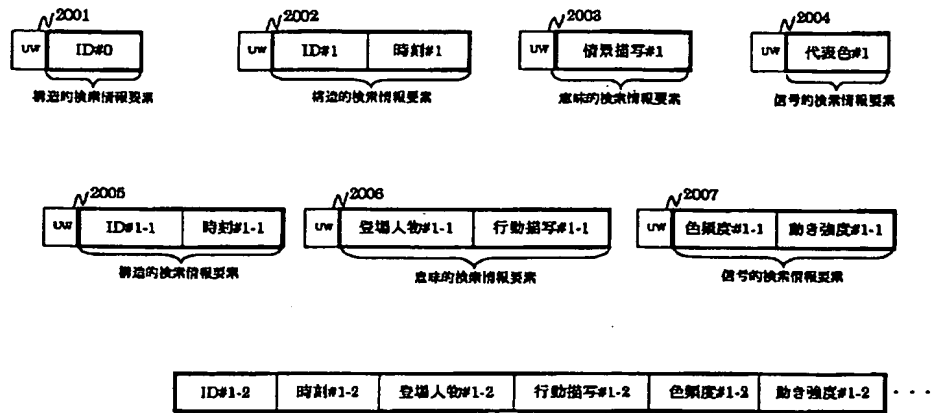 2001 2002 2003 2004
UW ID#0 UW ID#1 時刻#1 UW 情景描写#1 UW 代表色#1
構造的検索情報要素 構造的検索情報要素 意味的検索情報要素 信号的検索情報要素
2005 2006 2007
UW ID#1-1 時刻#1-1 UW 登場人物#1-1 行動描写#1-1 UW 色頻度#1-1 動き強度#1-1
構造的検索情報要素 意味的検索情報要素 信号的検索情報要素
ID#1-2 時刻#1-2 登場人物#1-2 行動描写#1-2 色頻度#1-2 動き強度#1-2 ・・・